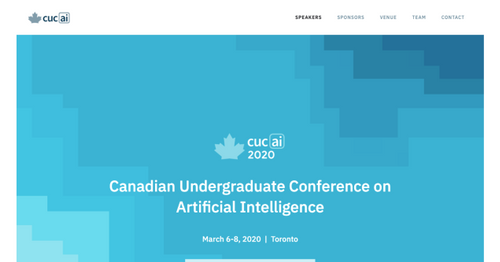 cuc ai
SPEAKERS SPONSORS VENUE TEAM CONTACT
cuc ai
2020
Canadian Undergraduate Conference on
Artificial Intelligence
March 6-8, 2020 | Toronto